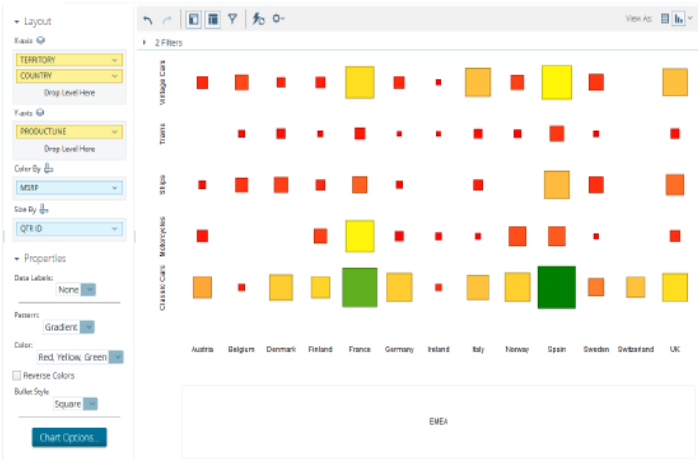 Layout
X-axis
TERRITORY
COUNTRY
Drop Level Here
Y-axis
PRODUCTLINE
Drop Level Here
Color By
MSRP
Size By
QTR ID
Properties
Data Labels:
None
Pattern:
Gradient
Color:
Red, Yellow, Green
Reverse Colors
Bullet Style
Square
Chart Options...
View As:
2 Filters
Vintage Cars
Trains
Ships
Motorcycles
Classic Cars
Austria Belgium Denmark Finland France Germany Ireland Italy Norway Spain Sweden Switzerland UK
EMEA